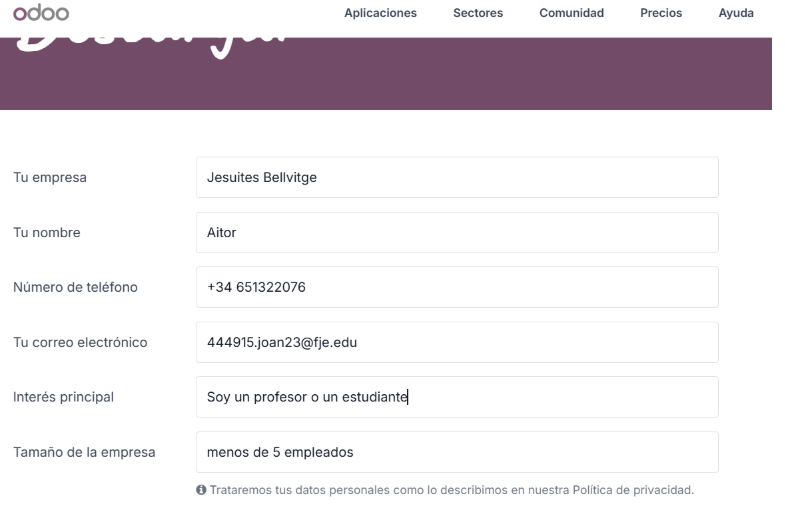 odoo
Aplicaciones Sectores Comunidad Precios Ayuda
Tu empresa Jesuites Bellvitge
Tu nombre Aitor
Número de teléfono +34 651322076
Tu correo electrónico 444915.joan23@fje.edu
Interés principal Soy un profesor o un estudiante
Tamaño de la empresa menos de 5 empleados
Trataremos tus datos personales como lo describimos en nuestra Política de privacidad.